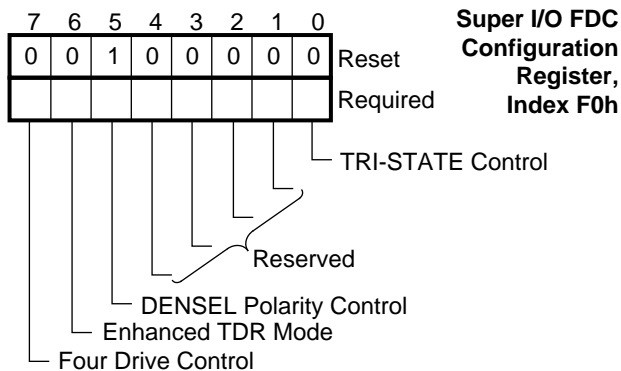 7 6 5 4 3 2 1 0
0 0 1 0 0 0 0 0 Reset
Required
Super I/O FDC
Configuration
Register,
Index F0h
TRI-STATE Control
Reserved
DENSEL Polarity Control
Enhanced TDR Mode
Four Drive Control